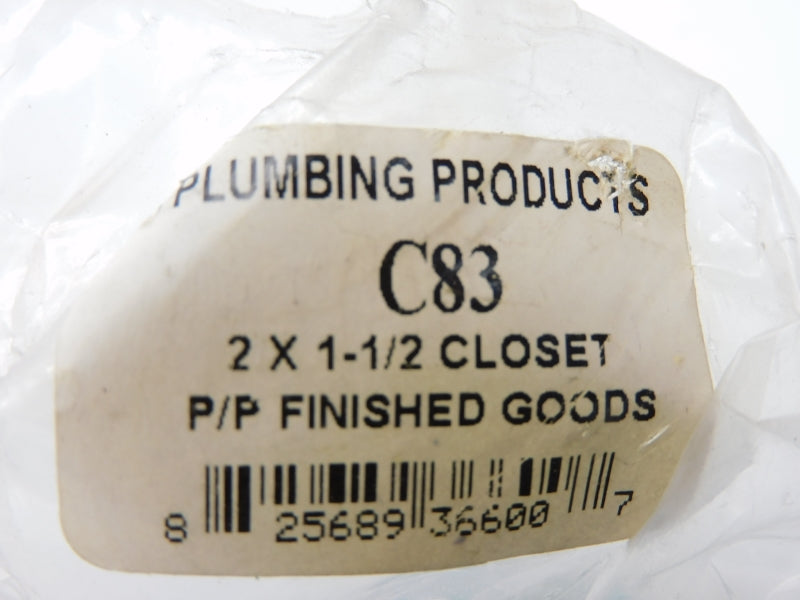 PLUMBING PRODUCTS
C83
2 X 1-1/2 CLOSET
P/P FINISHED GOODS
8 25689 36600 7